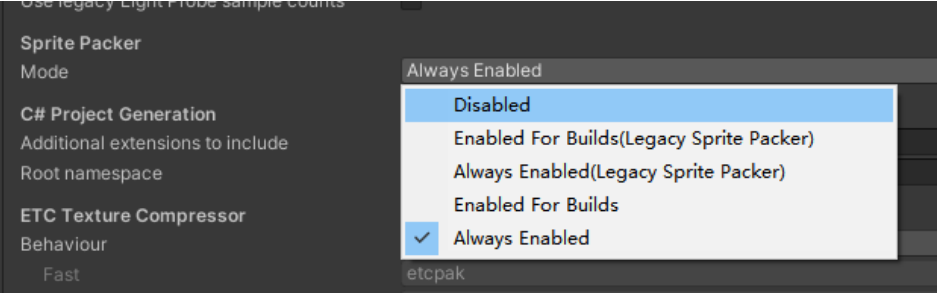 Use legacy Light Probe sample counts
Sprite Packer
Mode
Always Enabled
Disabled
Enabled For Builds(Legacy Sprite Packer)
Always Enabled(Legacy Sprite Packer)
Enabled For Builds
Always Enabled
C# Project Generation
Additional extensions to include
Root namespace
ETC Texture Compressor
Behaviour
Fast
etcpak